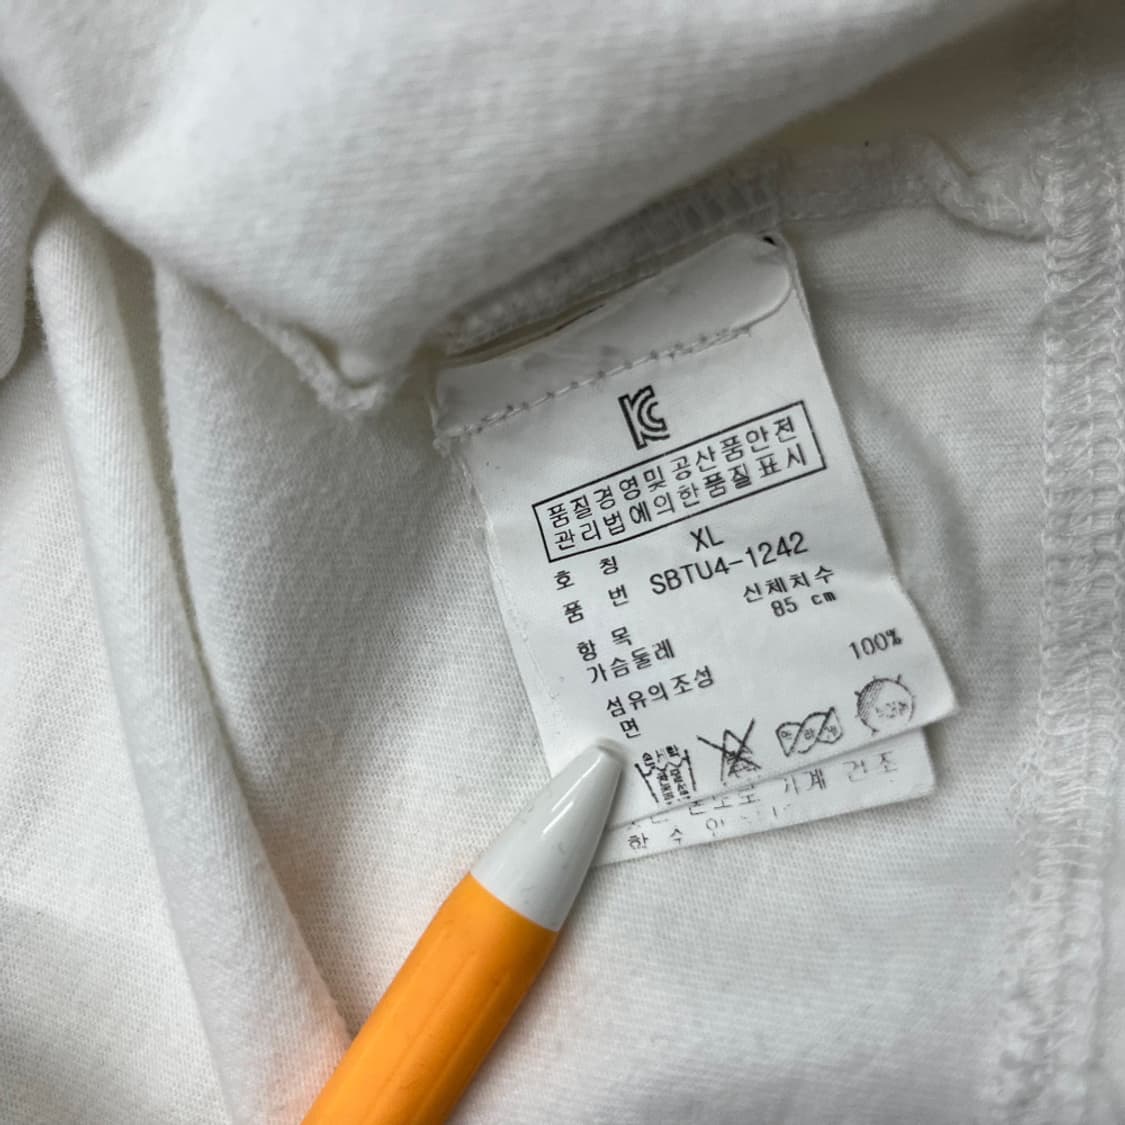 KC
품질경영및 공산품안전
관리법에의한품질표시
호 칭 XL
품 번 SBTU4-1242
항 목 신체치수
가슴둘레 85 cm
섬유의조성
면 100%
기계 건조
할 수